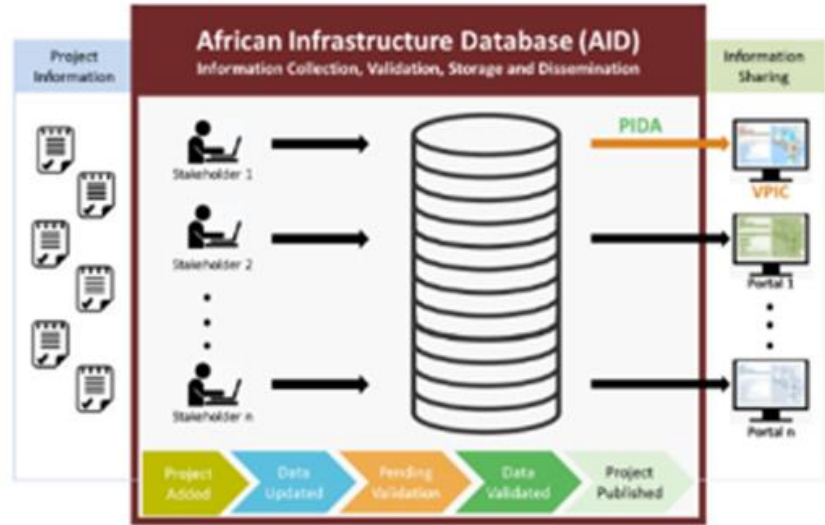 African Infrastructure Database (AID)
Information Collection, Validation, Storage and Dissemination
Project
Information
Information
Sharing
Stakeholder 1
PIDA
VPIC
Stakeholder 2
Portal 1
Stakeholder n
Portal n
Project
Added
Data
Updated
Pending
Validation
Data
Validated
Project
Published